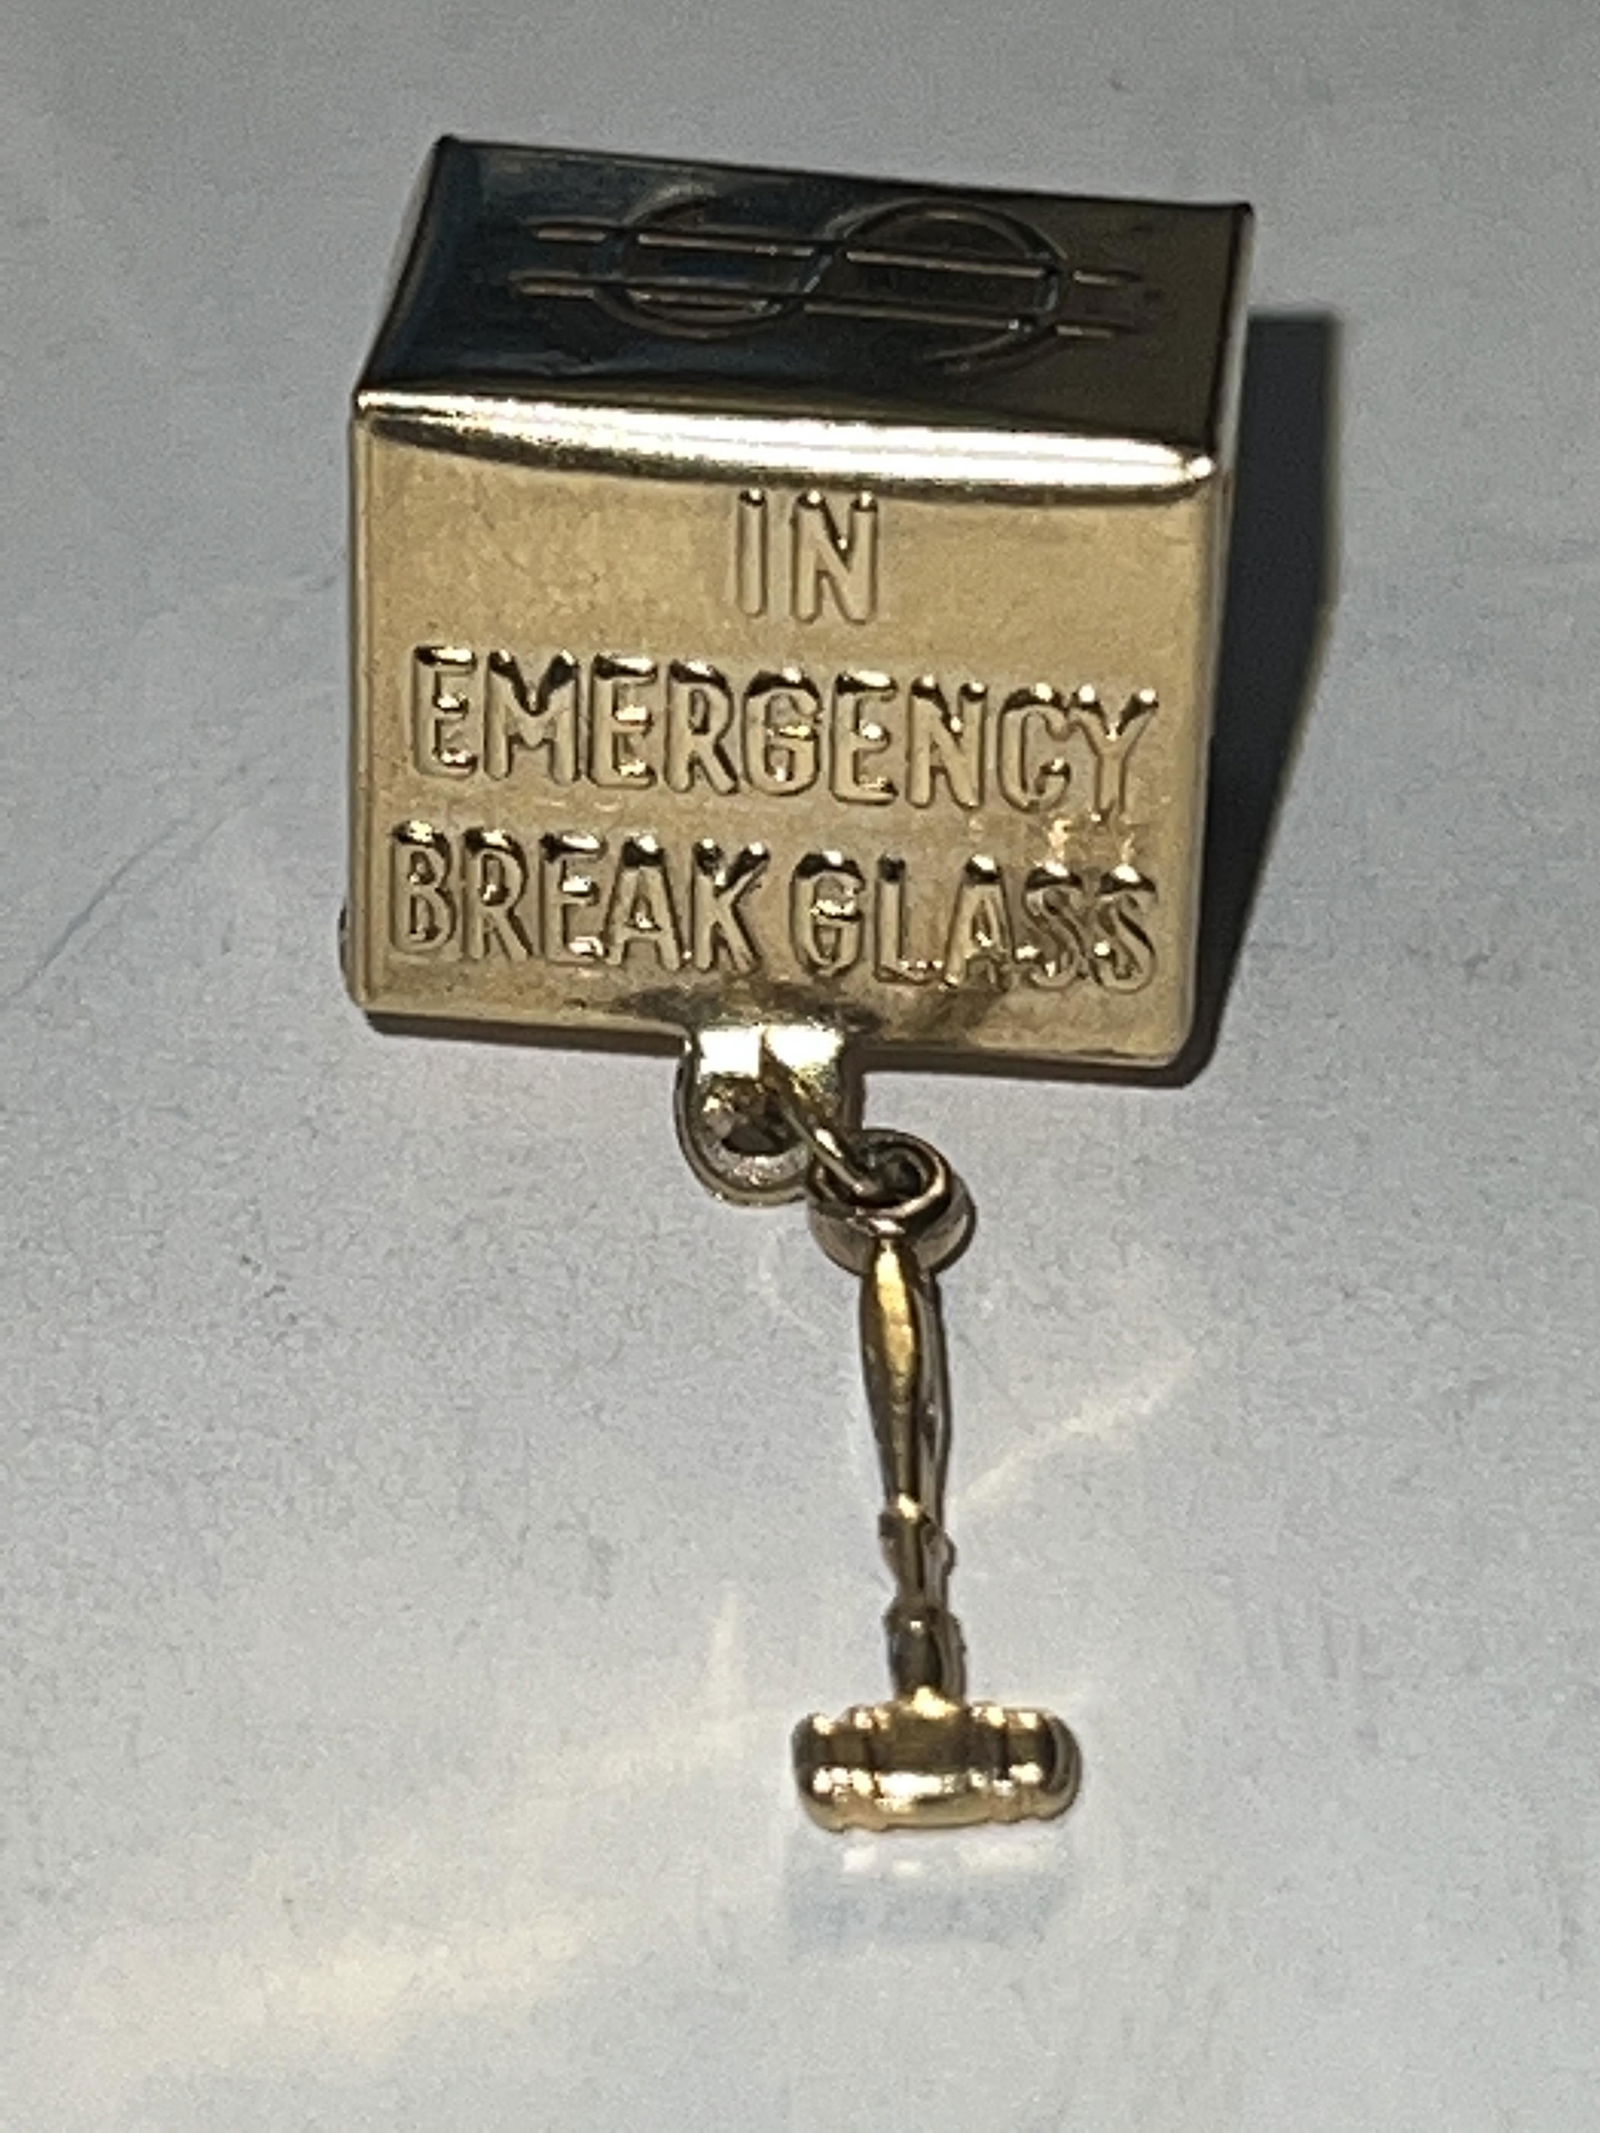 $
IN
EMERGENCY
BREAK GLASS